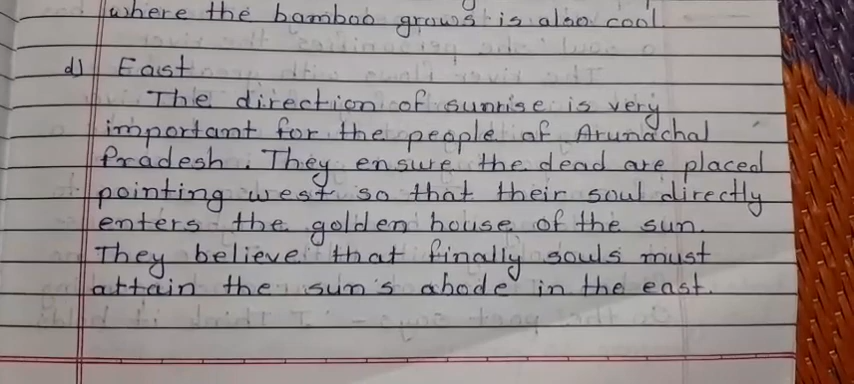 where the bamboo grows is also cool
d) East
The direction of sunrise is very
important for the people of Arunachal
Pradesh. They ensure the dead are placed
pointing west so that their soul directly
enters the golden house of the sun.
They believe that finally souls must
attain the sun's abode in the east.